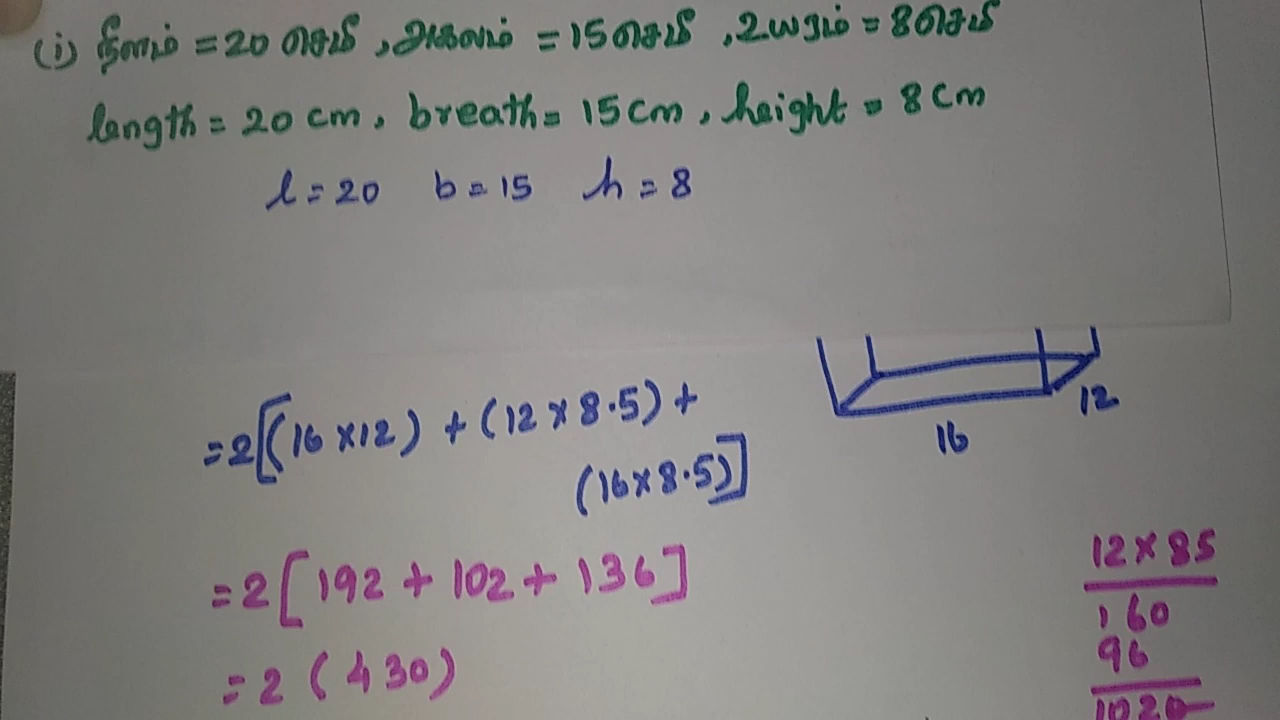 (i) நீளம் = 20 செமீ , அகலம் = 15 செமீ , உயரம் = 8 செமீ
length = 20 cm, breath = 15 cm, height = 8 cm
l = 20 b = 15 h = 8
= 2[(16 × 12) + (12 × 8.5) +
(16 × 8.5)]
12
16
= 2 [192 + 102 + 136]
= 2 (430)
12 × 85
160
96
1020